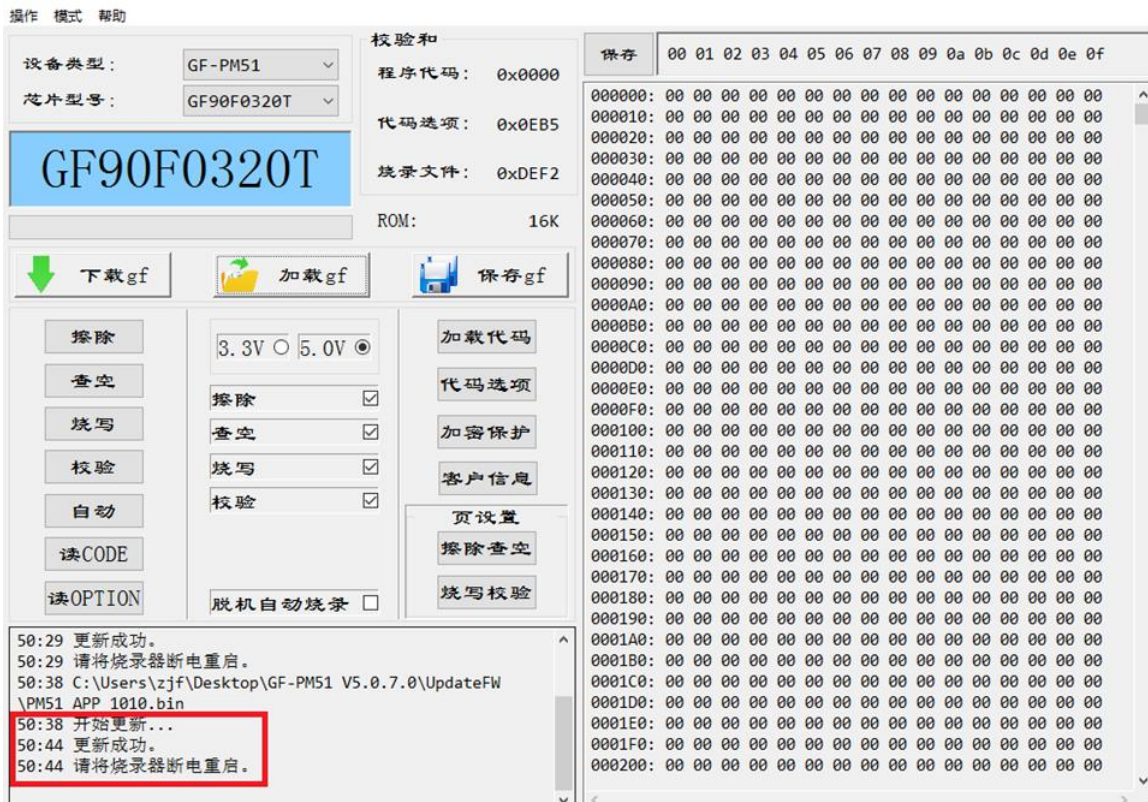 操作 模式 帮助
设备类型: GF-PM51
芯片型号: GF90F0320T
GF90F0320T
校验和
程序代码: 0x0000
代码选项: 0x0EB5
烧录文件: 0xDEF2
ROM: 16K
下载gf 加载gf 保存gf
擦除
查空
烧写
校验
自动
读CODE
读OPTION
3.3V 5.0V
擦除
查空
烧写
校验
脱机自动烧录
加载代码
代码选项
加密保护
客户信息
页设置
擦除查空
烧写校验
50:29 更新成功。
50:29 请将烧录器断电重启。
50:38 C:\Users\zjf\Desktop\GF-PM51 V5.0.7.0\UpdateFW
\PM51 APP 1010.bin
50:38 开始更新...
50:44 更新成功。
50:44 请将烧录器断电重启。
保存 00 01 02 03 04 05 06 07 08 09 0a 0b 0c 0d 0e 0f
000000: 00 00 00 00 00 00 00 00 00 00 00 00 00 00 00 00
000010: 00 00 00 00 00 00 00 00 00 00 00 00 00 00 00 00
000020: 00 00 00 00 00 00 00 00 00 00 00 00 00 00 00 00
000030: 00 00 00 00 00 00 00 00 00 00 00 00 00 00 00 00
000040: 00 00 00 00 00 00 00 00 00 00 00 00 00 00 00 00
000050: 00 00 00 00 00 00 00 00 00 00 00 00 00 00 00 00
000060: 00 00 00 00 00 00 00 00 00 00 00 00 00 00 00 00
000070: 00 00 00 00 00 00 00 00 00 00 00 00 00 00 00 00
000080: 00 00 00 00 00 00 00 00 00 00 00 00 00 00 00 00
000090: 00 00 00 00 00 00 00 00 00 00 00 00 00 00 00 00
0000A0: 00 00 00 00 00 00 00 00 00 00 00 00 00 00 00 00
0000B0: 00 00 00 00 00 00 00 00 00 00 00 00 00 00 00 00
0000C0: 00 00 00 00 00 00 00 00 00 00 00 00 00 00 00 00
0000D0: 00 00 00 00 00 00 00 00 00 00 00 00 00 00 00 00
0000E0: 00 00 00 00 00 00 00 00 00 00 00 00 00 00 00 00
0000F0: 00 00 00 00 00 00 00 00 00 00 00 00 00 00 00 00
000100: 00 00 00 00 00 00 00 00 00 00 00 00 00 00 00 00
000110: 00 00 00 00 00 00 00 00 00 00 00 00 00 00 00 00
000120: 00 00 00 00 00 00 00 00 00 00 00 00 00 00 00 00
000130: 00 00 00 00 00 00 00 00 00 00 00 00 00 00 00 00
000140: 00 00 00 00 00 00 00 00 00 00 00 00 00 00 00 00
000150: 00 00 00 00 00 00 00 00 00 00 00 00 00 00 00 00
000160: 00 00 00 00 00 00 00 00 00 00 00 00 00 00 00 00
000170: 00 00 00 00 00 00 00 00 00 00 00 00 00 00 00 00
000180: 00 00 00 00 00 00 00 00 00 00 00 00 00 00 00 00
000190: 00 00 00 00 00 00 00 00 00 00 00 00 00 00 00 00
0001A0: 00 00 00 00 00 00 00 00 00 00 00 00 00 00 00 00
0001B0: 00 00 00 00 00 00 00 00 00 00 00 00 00 00 00 00
0001C0: 00 00 00 00 00 00 00 00 00 00 00 00 00 00 00 00
0001D0: 00 00 00 00 00 00 00 00 00 00 00 00 00 00 00 00
0001E0: 00 00 00 00 00 00 00 00 00 00 00 00 00 00 00 00
0001F0: 00 00 00 00 00 00 00 00 00 00 00 00 00 00 00 00
000200: 00 00 00 00 00 00 00 00 00 00 00 00 00 00 00 00